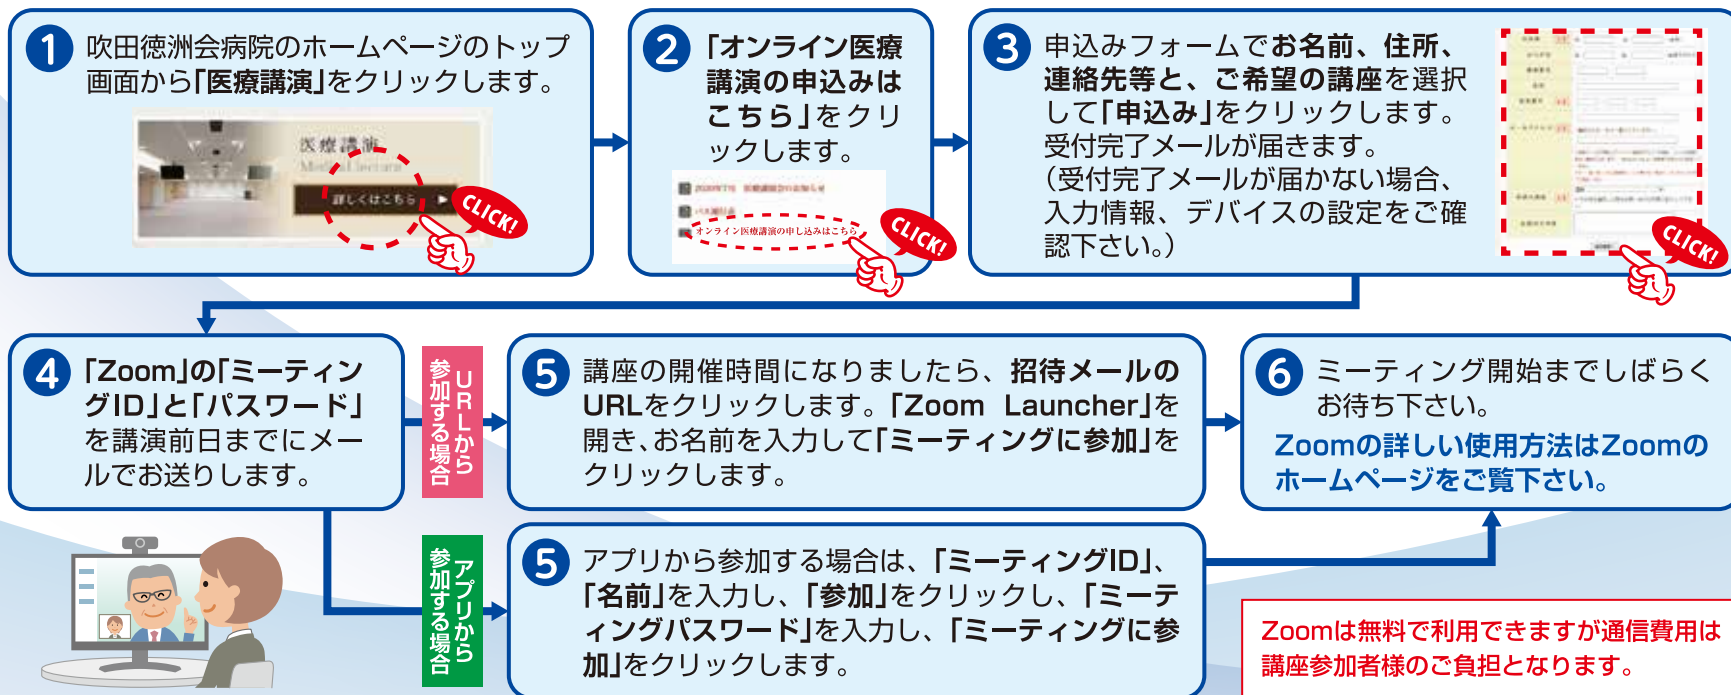 1 吹田徳洲会病院のホームページのトップ
画面から「医療講演」をクリックします。
医療講演
詳しくはこちら
CLICK!
2 「オンライン医療
講演の申込みは
こちら」をクリ
ックします。
2020年7月 医療講演会のお知らせ
バス運行表
オンライン医療講演の申し込みはこちら
CLICK!
3 申込みフォームでお名前、住所、
連絡先等と、ご希望の講座を選択
して「申込み」をクリックします。
受付完了メールが届きます。
(受付完了メールが届かない場合、
入力情報、デバイスの設定をご確
認下さい。)
CLICK!
4 「Zoom」の「ミーティン
グID」と「パスワード」
を講演前日までにメー
ルでお送りします。
URLから
参加する場合
5 講座の開催時間になりましたら、招待メールの
URLをクリックします。「Zoom Launcher」を
開き、お名前を入力して「ミーティングに参加」を
クリックします。
アプリから
参加する場合
5 アプリから参加する場合は、「ミーティングID」、
「名前」を入力し、「参加」をクリックし、「ミーテ
ィングパスワード」を入力し、「ミーティングに参
加」をクリックします。
6 ミーティング開始までしばらく
お待ち下さい。
Zoomの詳しい使用方法はZoomの
ホームページをご覧下さい。
Zoomは無料で利用できますが通信費用は
講座参加者様のご負担となります。